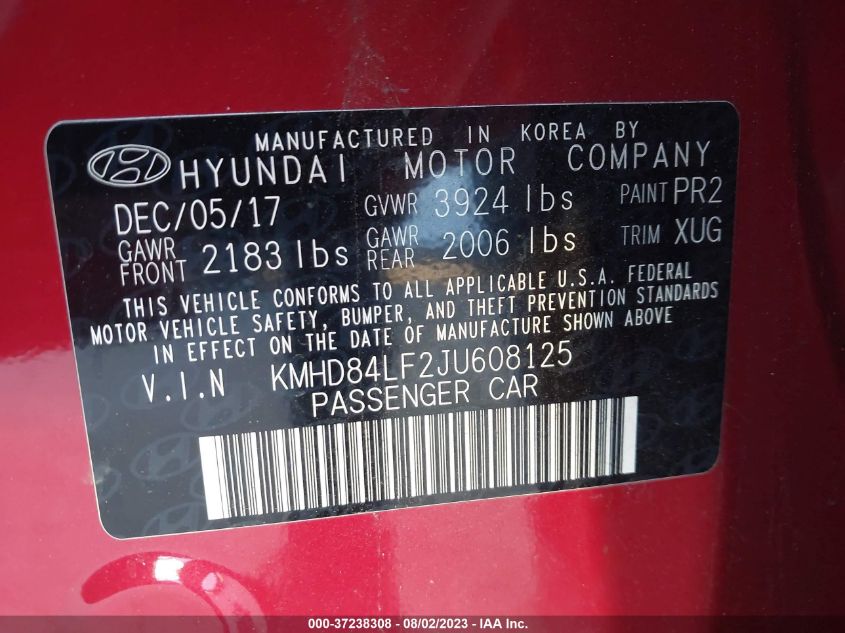 MANUFACTURED IN KOREA BY
HYUNDAI MOTOR COMPANY
DEC/05/17 GVWR 3924 lbs PAINT PR2
GAWR FRONT 2183 lbs GAWR REAR 2006 lbs TRIM XUG
THIS VEHICLE CONFORMS TO ALL APPLICABLE U.S.A. FEDERAL
MOTOR VEHICLE SAFETY, BUMPER, AND THEFT PREVENTION STANDARDS
IN EFFECT ON THE DATE OF MANUFACTURE SHOWN ABOVE
V.I.N KMHD84LF2JU608125
PASSENGER CAR
000-37238308 - 08/02/2023 - IAA Inc.